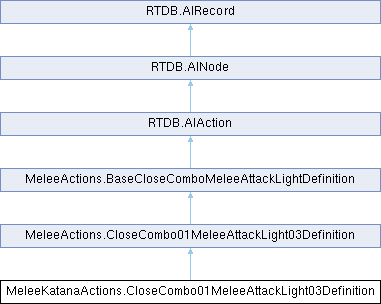 RTDB.AIRecord
RTDB.AINode
RTDB.AIAction
MeleeActions.BaseCloseComboMeleeAttackLightDefinition
MeleeActions.CloseCombo01MeleeAttackLight03Definition
MeleeKatanaActions.CloseCombo01MeleeAttackLight03Definition